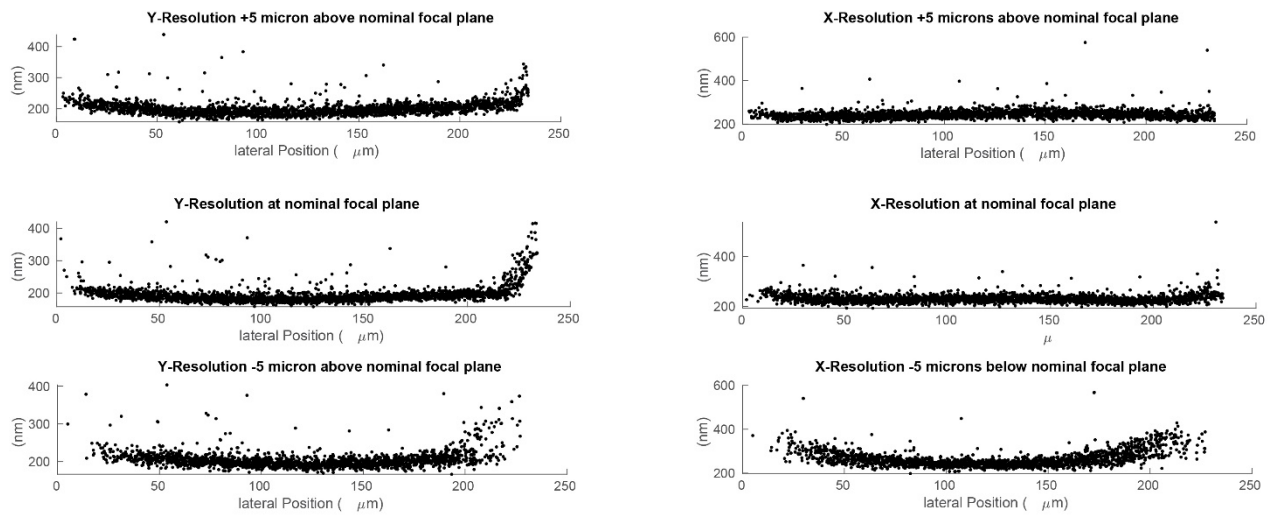 Y-Resolution +5 micron above nominal focal plane
400
300
200
(nm)
0 50 100 150 200 250
lateral Position ( μm)
X-Resolution +5 microns above nominal focal plane
600
400
200
(nm)
0 50 100 150 200 250
lateral Position ( μm)
Y-Resolution at nominal focal plane
400
300
200
(nm)
0 50 100 150 200 250
lateral Position ( μm)
X-Resolution at nominal focal plane
400
200
(nm)
0 50 100 150 200 250
μ
Y-Resolution -5 micron above nominal focal plane
400
300
200
(nm)
0 50 100 150 200 250
lateral Position ( μm)
X-Resolution -5 microns below nominal focal plane
600
400
200
(nm)
0 50 100 150 200 250
lateral Position ( μm)